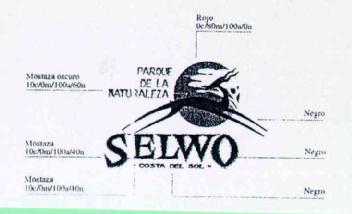 Rojo
0c/80m/100a/0n
PARQUE
DE LA
NATURALEZA
Mostaza oscuro
10c/0m/100a/60n
Negro
Mostaza
10c/0m/100a/40n
SELWO
Negro
COSTA DEL SOL
Mostaza
10c/0m/100a/40n
Negro